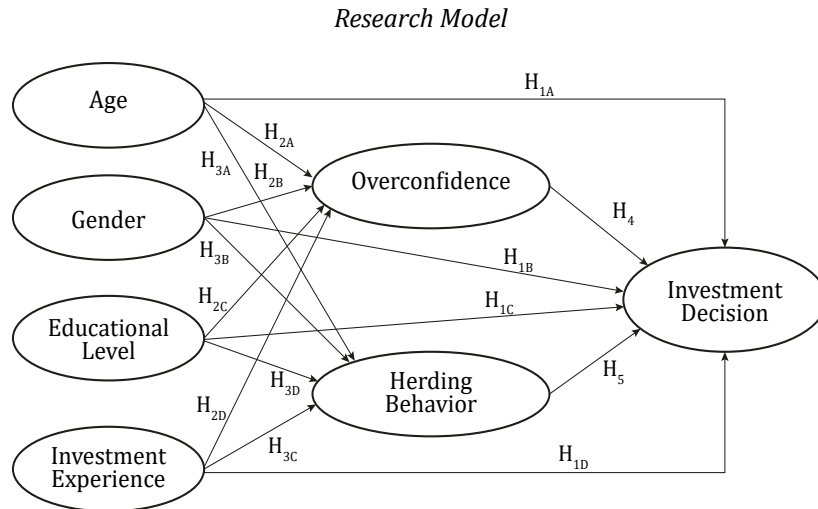 Research Model
Age
H1A
H2A
H3A
H2B
Overconfidence
Gender
H4
H3B
H1B
Investment
Decision
H2C
H1C
Educational
Level
H3D
Herding
Behavior
H5
H2D
H3C
Investment
Experience
H1D